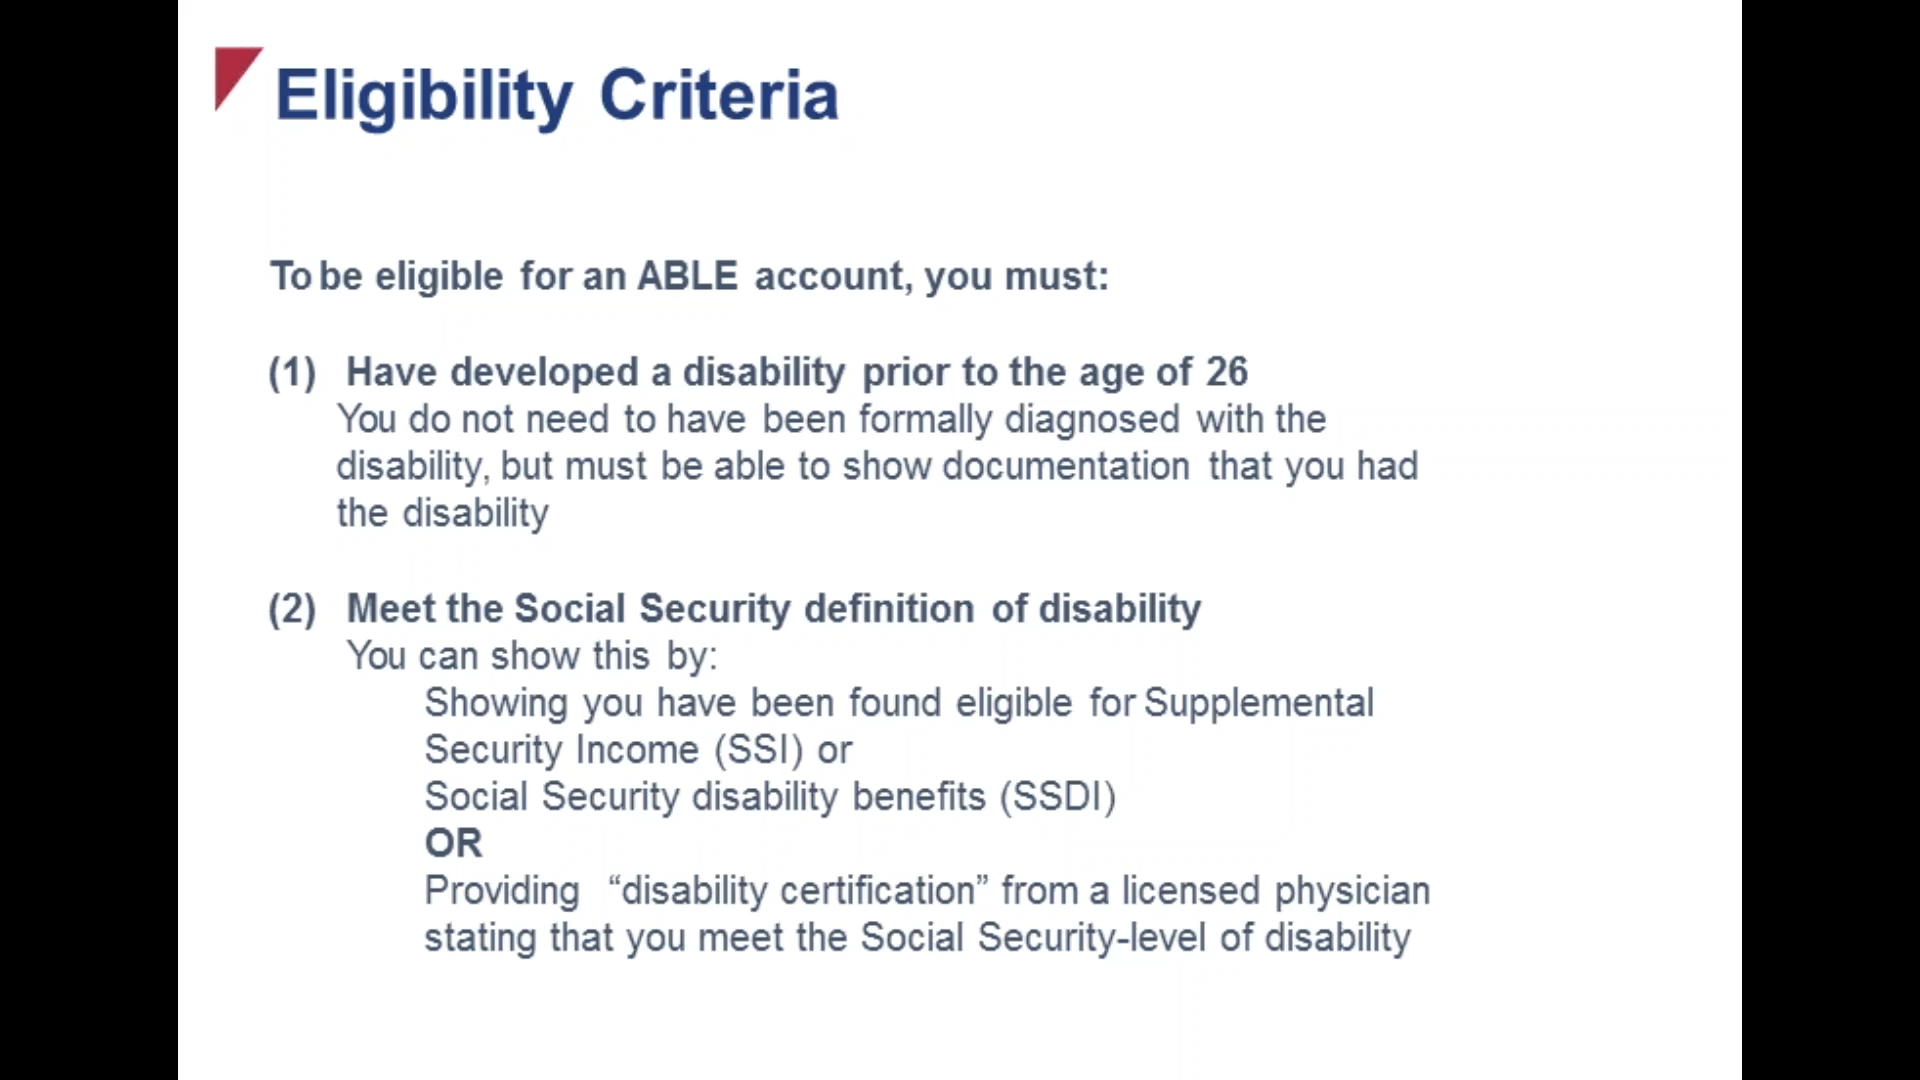 Eligibility Criteria
To be eligible for an ABLE account, you must:
(1) Have developed a disability prior to the age of 26
You do not need to have been formally diagnosed with the
disability, but must be able to show documentation that you had
the disability
(2) Meet the Social Security definition of disability
You can show this by:
Showing you have been found eligible for Supplemental
Security Income (SSI) or
Social Security disability benefits (SSDI)
OR
Providing “disability certification” from a licensed physician
stating that you meet the Social Security-level of disability